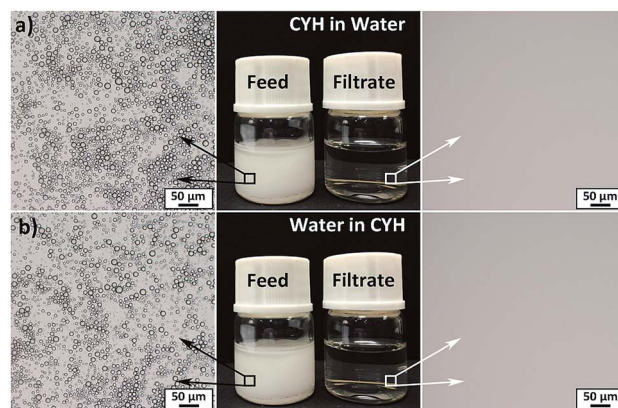 a)
CYH in Water
Feed
Filtrate
50 µm
50 µm
b)
Water in CYH
Feed
Filtrate
50 µm
50 µm